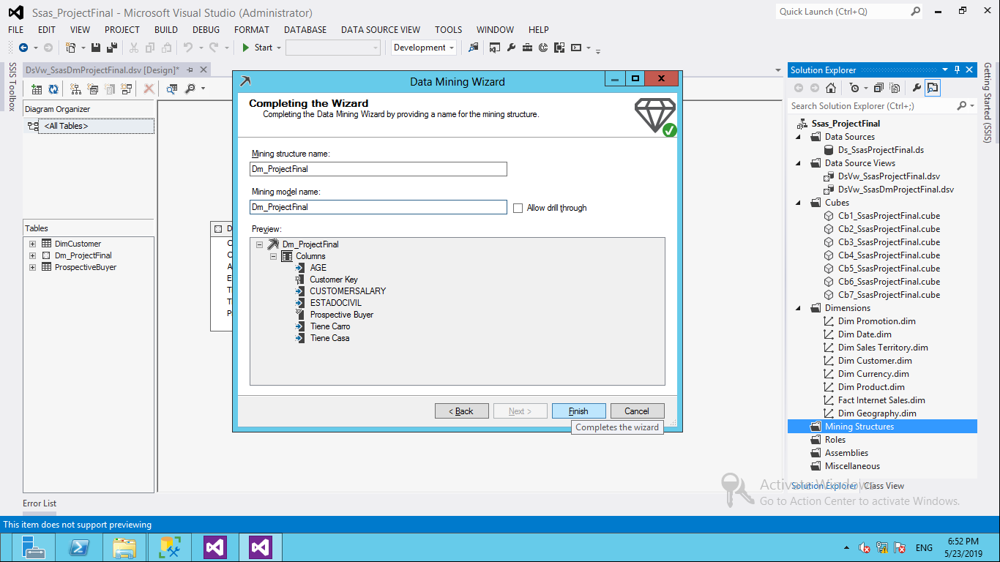 Ssas_ProjectFinal - Microsoft Visual Studio (Administrator)
Quick Launch (Ctrl+Q)
FILE EDIT VIEW PROJECT BUILD DEBUG FORMAT DATABASE DATA SOURCE VIEW TOOLS WINDOW HELP
Start
Development
SSIS Toolbox
DsVw_SsasDmProjectFinal.dsv [Design]*
Diagram Organizer
<All Tables>
Tables
DimCustomer
Dm_ProjectFinal
ProspectiveBuyer
Data Mining Wizard
Completing the Wizard
Completing the Data Mining Wizard by providing a name for the mining structure.
Mining structure name:
Dm_ProjectFinal
Mining model name:
Dm_ProjectFinal
Allow drill through
Preview:
Dm_ProjectFinal
Columns
AGE
Customer Key
CUSTOMERSALARY
ESTADOCIVIL
Prospective Buyer
Tiene Carro
Tiene Casa
< Back
Next >
Finish
Cancel
Completes the wizard
Solution Explorer
Search Solution Explorer (Ctrl+;)
Ssas_ProjectFinal
Data Sources
Ds_SsasProjectFinal.ds
Data Source Views
DsVw_SsasProjectFinal.dsv
DsVw_SsasDmProjectFinal.dsv
Cubes
Cb1_SsasProjectFinal.cube
Cb2_SsasProjectFinal.cube
Cb3_SsasProjectFinal.cube
Cb4_SsasProjectFinal.cube
Cb5_SsasProjectFinal.cube
Cb6_SsasProjectFinal.cube
Cb7_SsasProjectFinal.cube
Dimensions
Dim Promotion.dim
Dim Date.dim
Dim Sales Territory.dim
Dim Customer.dim
Dim Currency.dim
Dim Product.dim
Fact Internet Sales.dim
Dim Geography.dim
Mining Structures
Roles
Assemblies
Miscellaneous
Solution Explorer Class View
Getting Started (SSIS)
Activate Windows
Go to Action Center to activate Windows.
Error List
This item does not support previewing
ENG
6:52 PM
5/23/2019